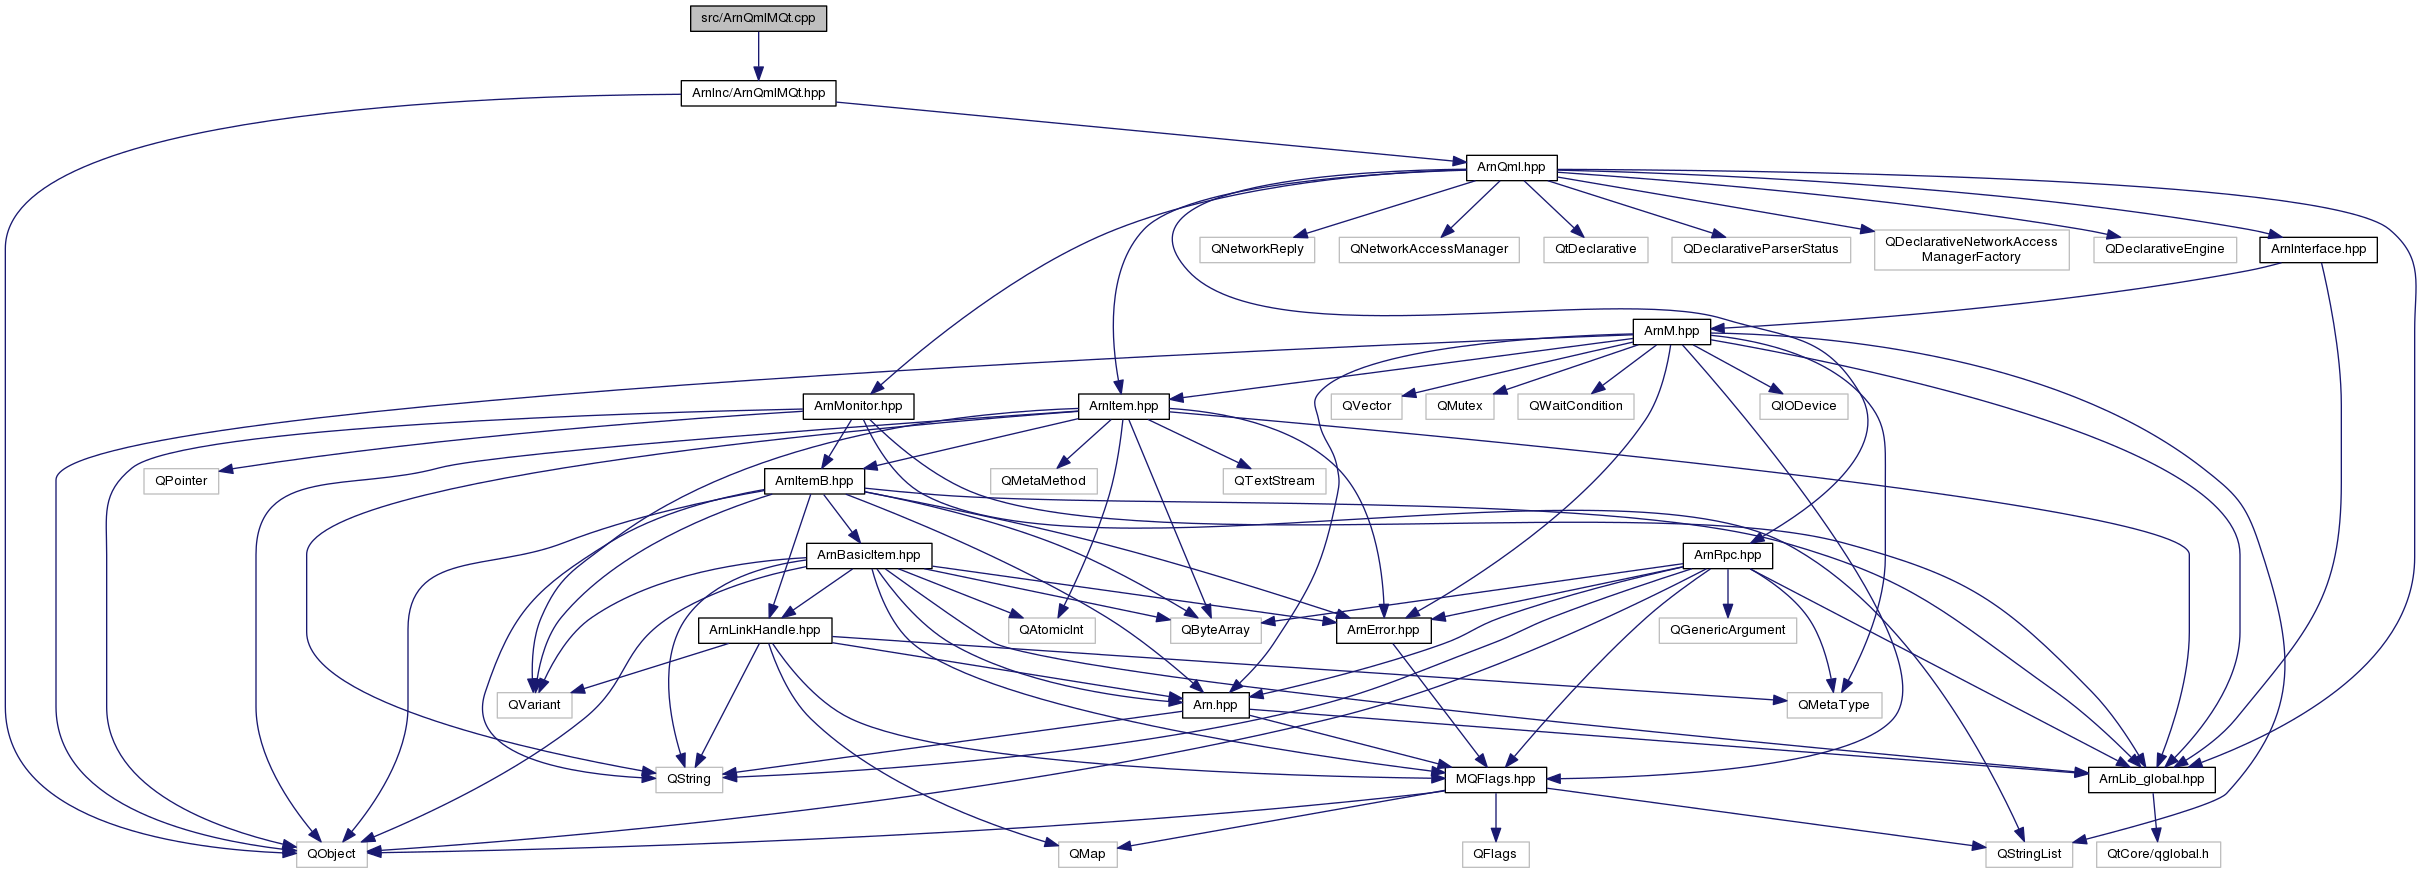 src/ArnQmlMQt.cpp
ArnInc/ArnQmlMQt.hpp
ArnQml.hpp
QNetworkReply
QNetworkAccessManager
QtDeclarative
QDeclarativeParserStatus
QDeclarativeNetworkAccess
ManagerFactory
QDeclarativeEngine
ArnInterface.hpp
ArnM.hpp
ArnMonitor.hpp
ArnItem.hpp
QVector
QMutex
QWaitCondition
QIODevice
QPointer
ArnItemB.hpp
QMetaMethod
QTextStream
ArnBasicItem.hpp
ArnRpc.hpp
ArnLinkHandle.hpp
QAtomicInt
QByteArray
ArnError.hpp
QGenericArgument
QVariant
Arn.hpp
QMetaType
QString
MQFlags.hpp
ArnLib_global.hpp
QObject
QMap
QFlags
QStringList
QtCore/qglobal.h